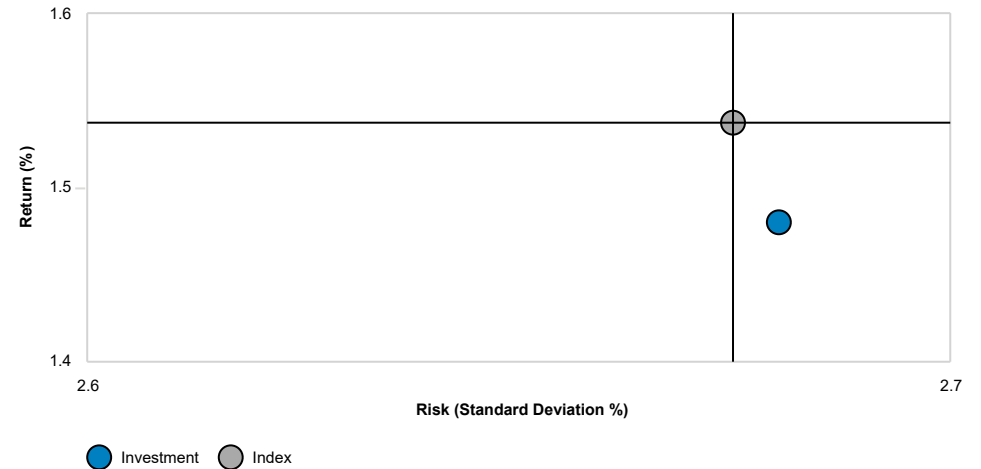 1.6
Return (%)
1.5
1.4
2.6
2.7
Risk (Standard Deviation %)
Investment
Index